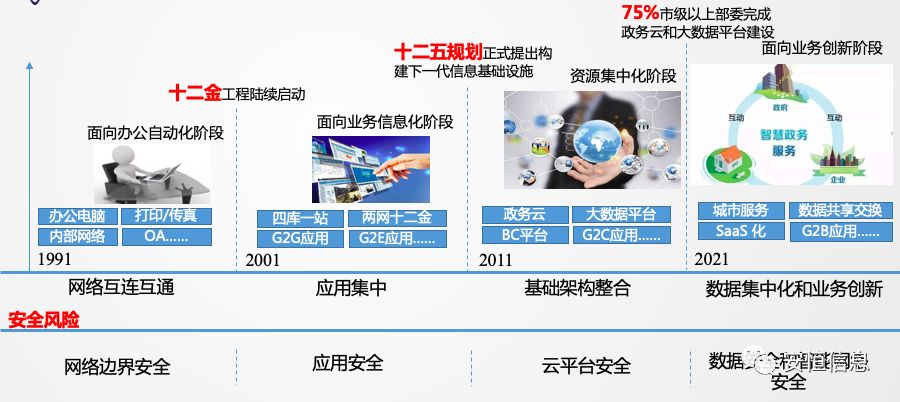 75%市级以上部委完成
政务云和大数据平台建设
十二五规划正式提出构
建下一代信息基础设施
面向业务创新阶段
资源集中化阶段
十二金工程陆续启动
面向业务信息化阶段
面向办公自动化阶段
政府
互动
互动
智慧政务
服务
企业
办公电脑
打印/传真
内部网络
OA......
四库一站
两网十二金
G2G应用
G2E应用......
政务云
大数据平台
BC平台
G2C应用......
城市服务
数据共享交换
SaaS 化
G2B应用......
1991
2001
2011
2021
网络互连互通
应用集中
基础架构整合
数据集中化和业务创新
安全风险
网络边界安全
应用安全
云平台安全
数据
安全
安恒信息